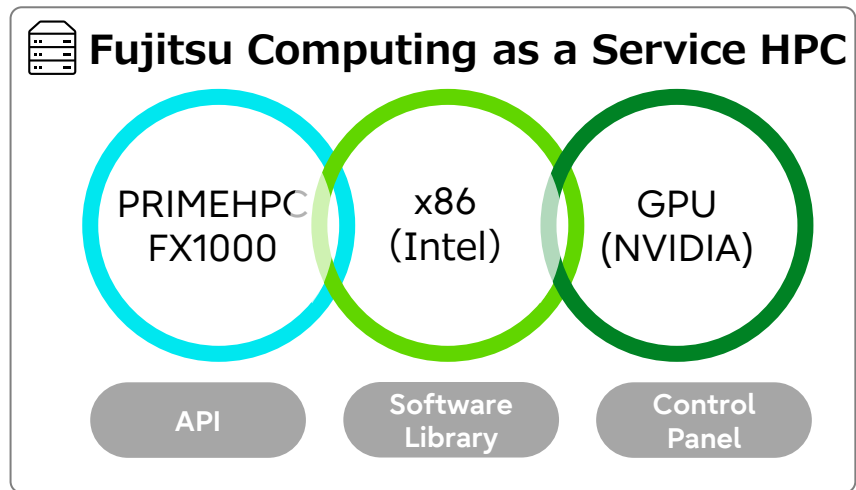 Fujitsu Computing as a Service HPC
PRIMEHPC
FX1000
x86
（Intel）
GPU
(NVIDIA)
API
Software
Library
Control
Panel